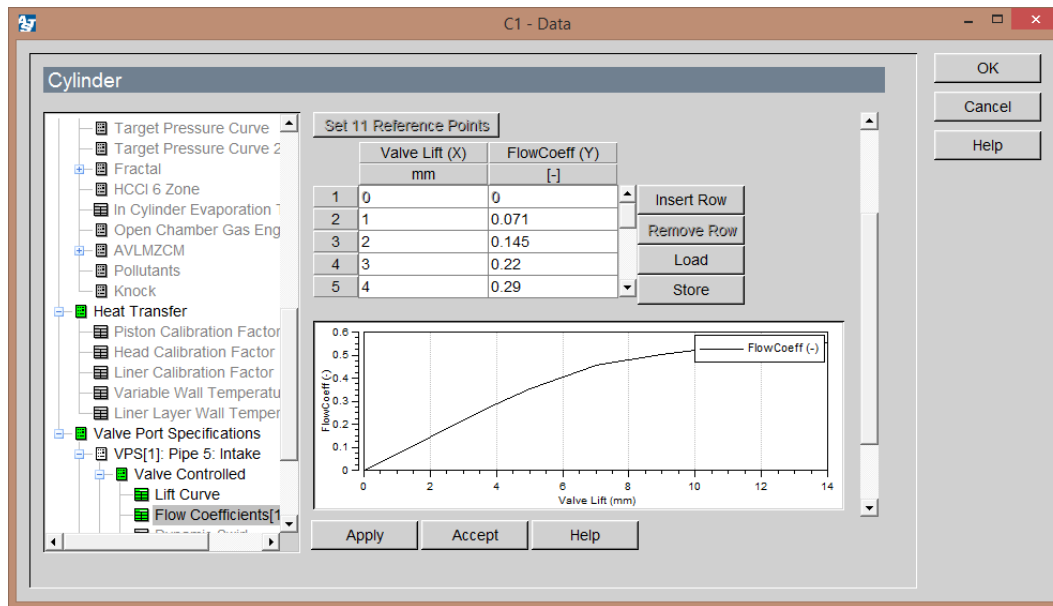 C1 - Data
OK
Cancel
Help
Cylinder
Target Pressure Curve
Target Pressure Curve 2
Fractal
HCCI 6 Zone
In Cylinder Evaporation T
Open Chamber Gas Eng
AVLMZCM
Pollutants
Knock
Heat Transfer
Piston Calibration Factor
Head Calibration Factor
Liner Calibration Factor
Variable Wall Temperatu
Liner Layer Wall Temper
Valve Port Specifications
VPS[1]: Pipe 5: Intake
Valve Controlled
Lift Curve
Flow Coefficients[1
Set 11 Reference Points
Valve Lift (X) FlowCoeff (Y)
mm [-]
1 0 0
2 1 0.071
3 2 0.145
4 3 0.22
5 4 0.29
Insert Row
Remove Row
Load
Store
FlowCoeff (-)
0.6
0.5
0.4
0.3
0.2
0.1
0
FlowCoeff (-)
0 2 4 6 8 10 12 14
Valve Lift (mm)
Apply Accept Help